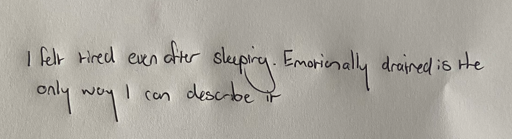 I felt tired even after sleeping. Emotionally drained is the
only way I can describe it